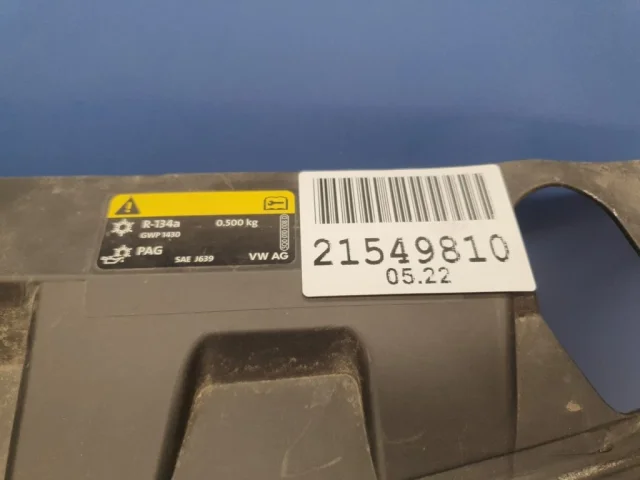 R-134a 0.500 kg
GWP 1430
PAG
SAE J639 VW AG
21549810
05.22